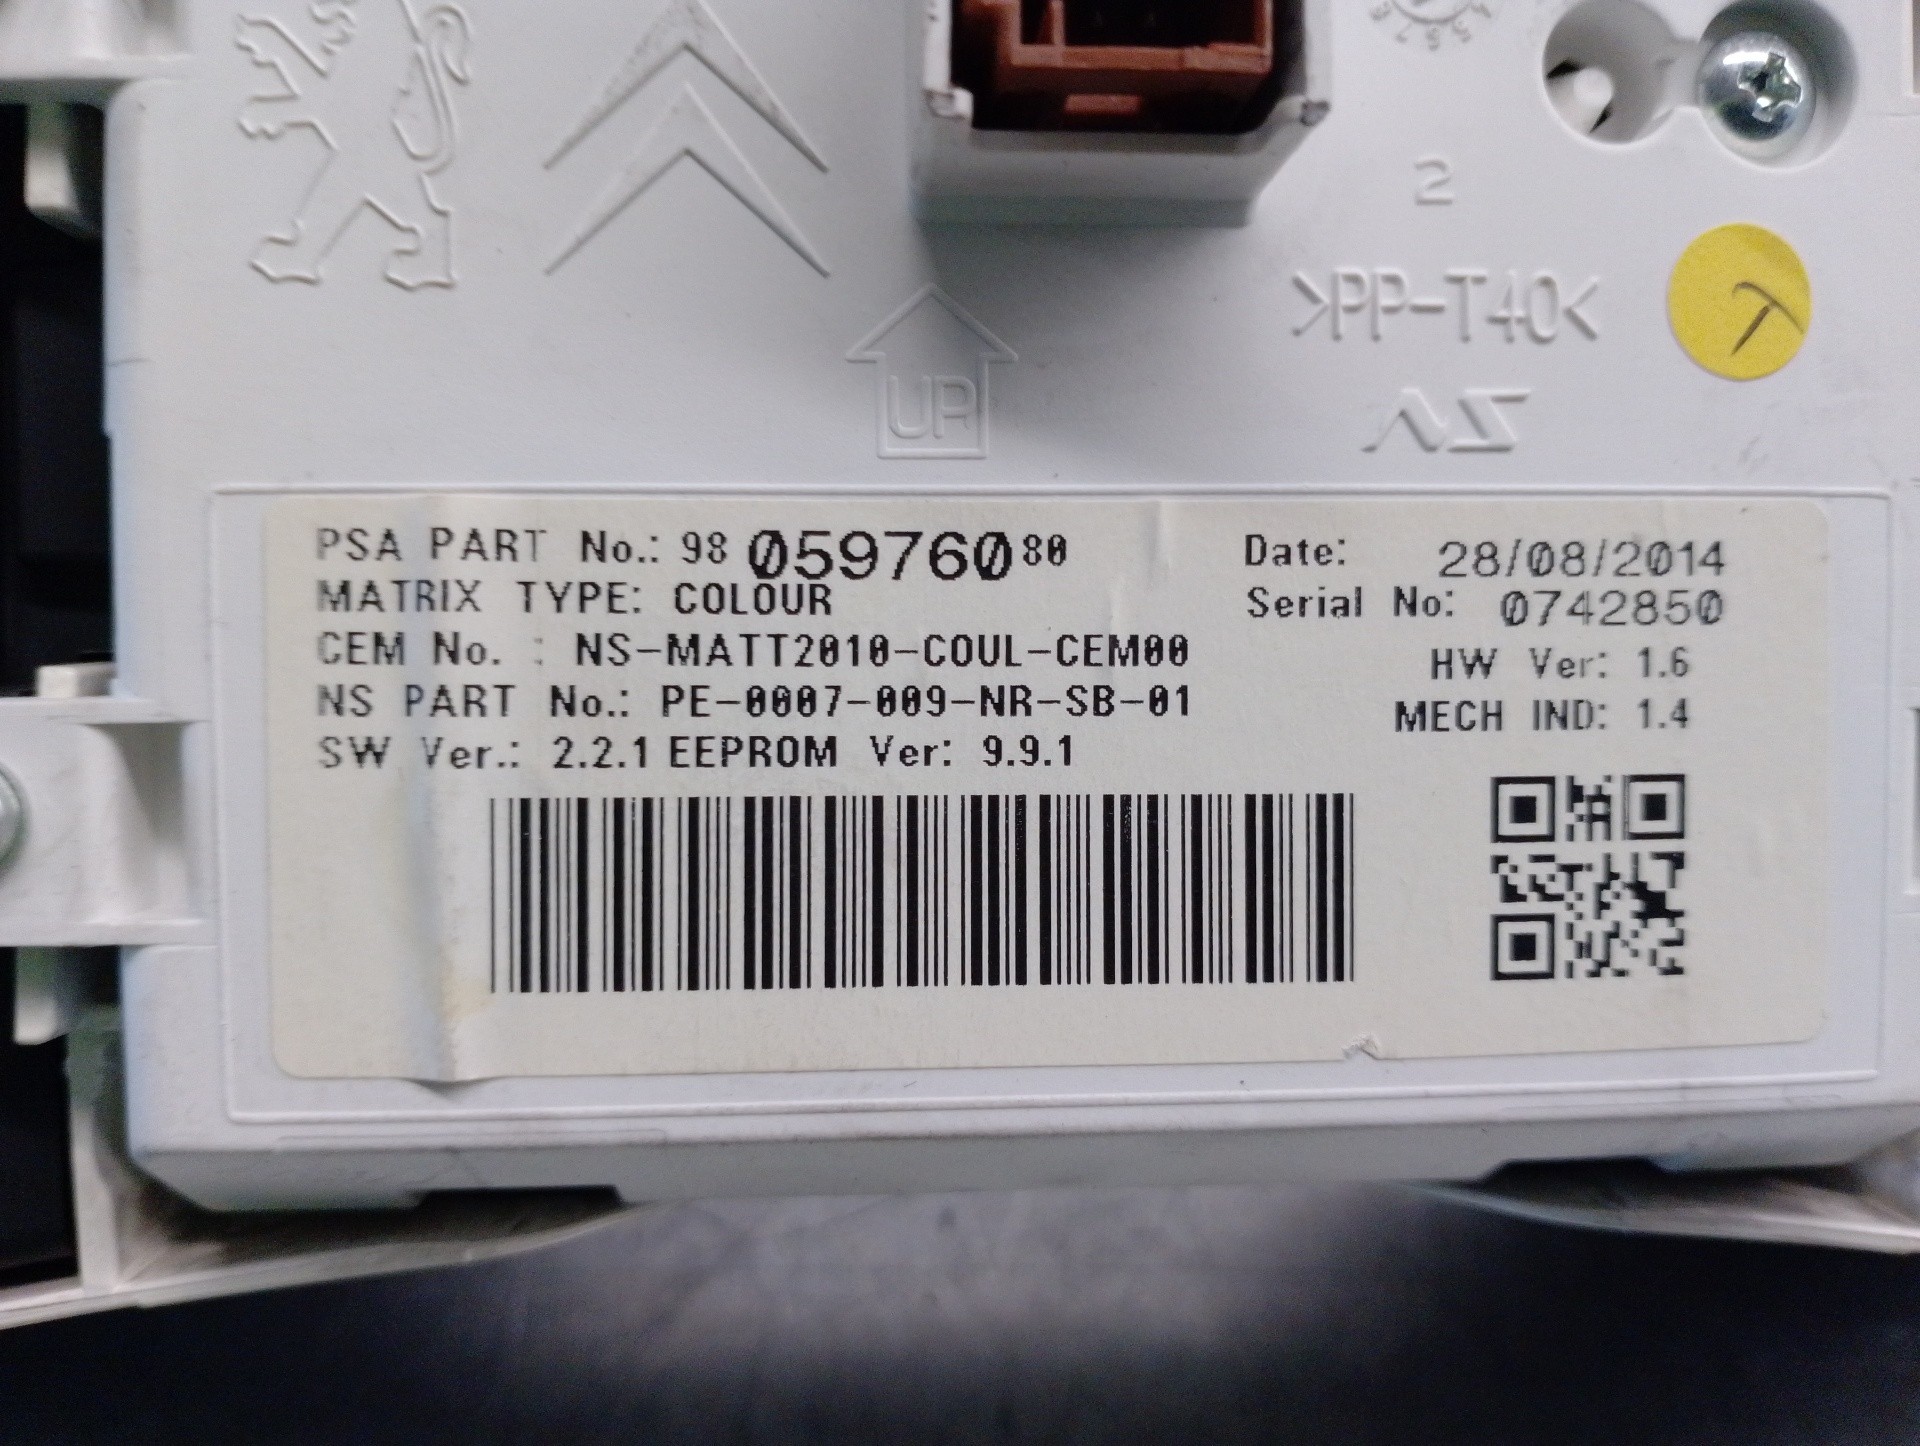 2
>PP-T40<
T
UP
NS
PSA PART No.: 98 059760 80
MATRIX TYPE: COLOUR
CEM No. : NS-MATT2010-COUL-CEM00
NS PART No.: PE-0007-009-NR-SB-01
SW Ver.: 2.2.1 EEPROM Ver: 9.9.1
Date: 28/08/2014
Serial No: 0742850
HW Ver: 1.6
MECH IND: 1.4